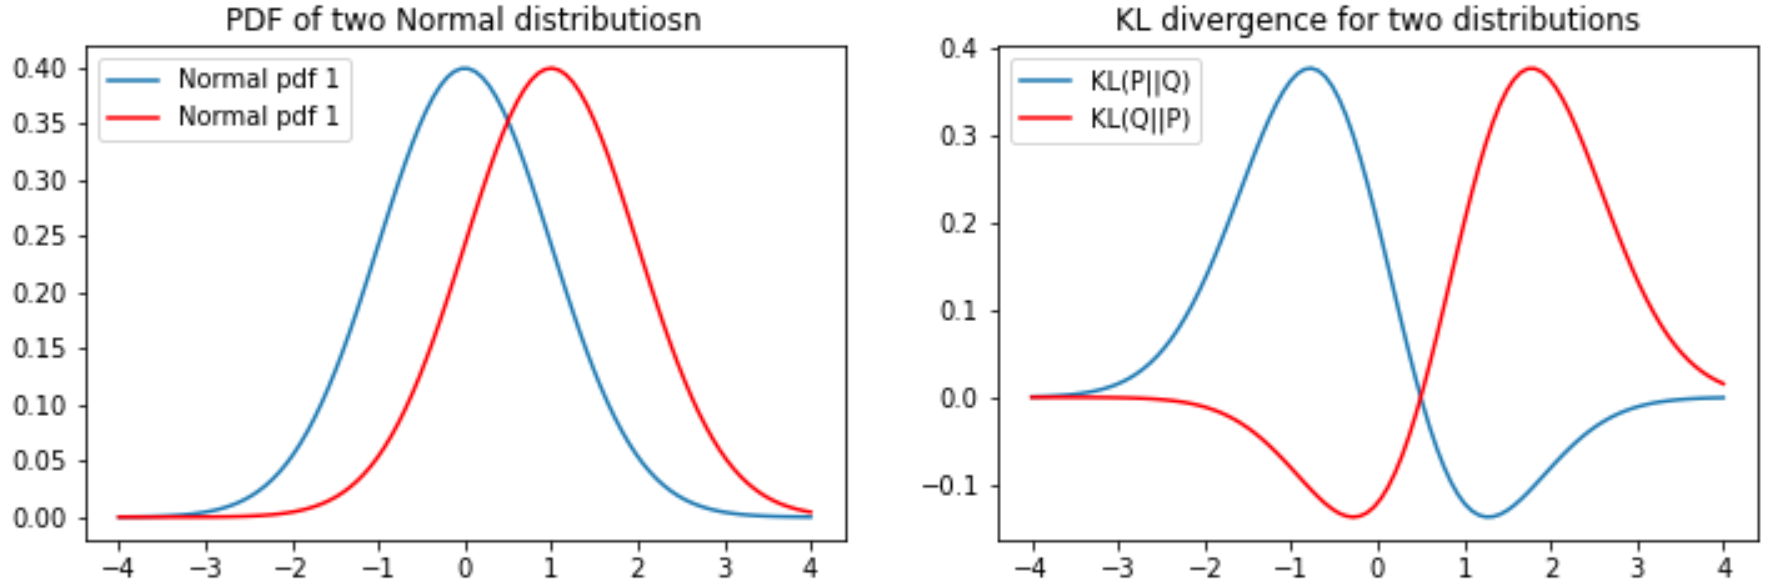 PDF of two Normal distributiosn
Normal pdf 1
Normal pdf 1
0.40
0.35
0.30
0.25
0.20
0.15
0.10
0.05
0.00
−4 −3 −2 −1 0 1 2 3 4
KL divergence for two distributions
KL(P||Q)
KL(Q||P)
0.4
0.3
0.2
0.1
0.0
−0.1
−4 −3 −2 −1 0 1 2 3 4